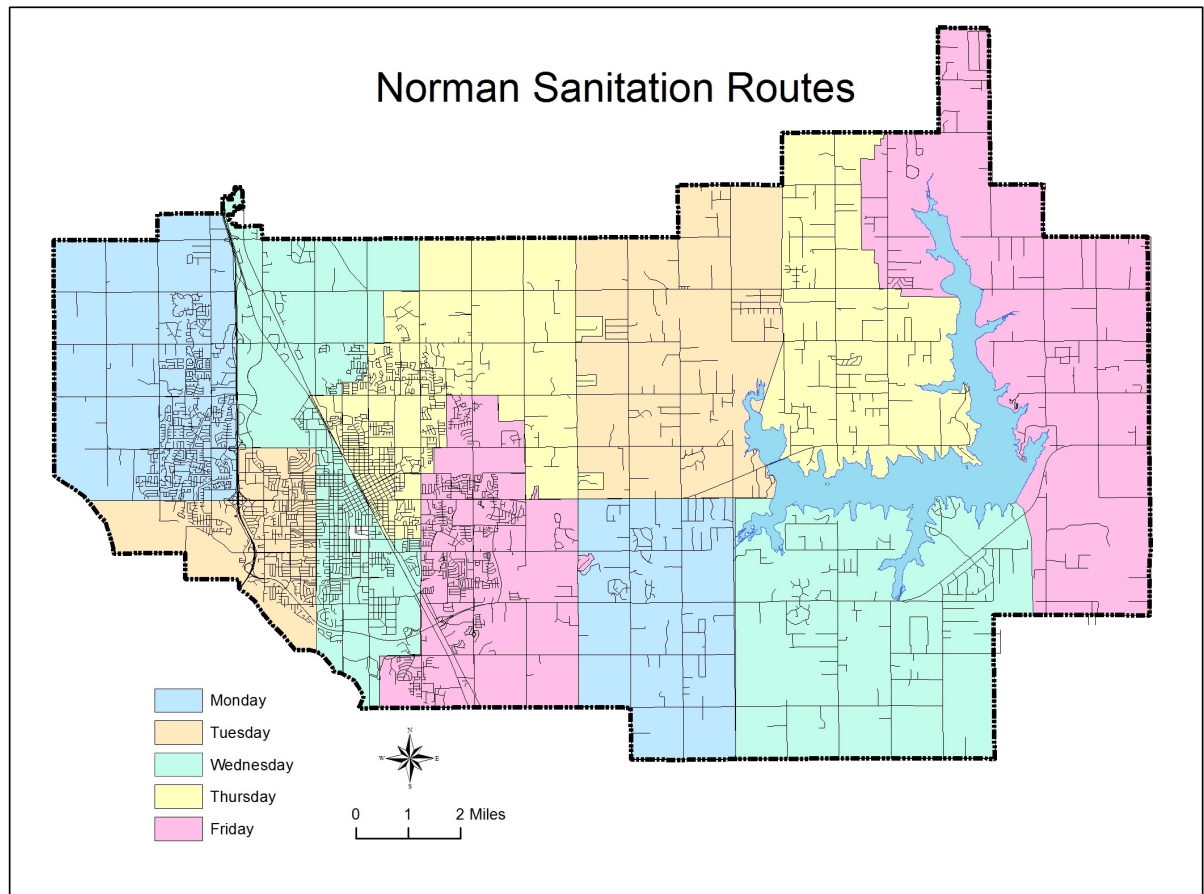 Norman Sanitation Routes
Monday
Tuesday
Wednesday
Thursday
Friday
N
W E
S
0 1 2 Miles